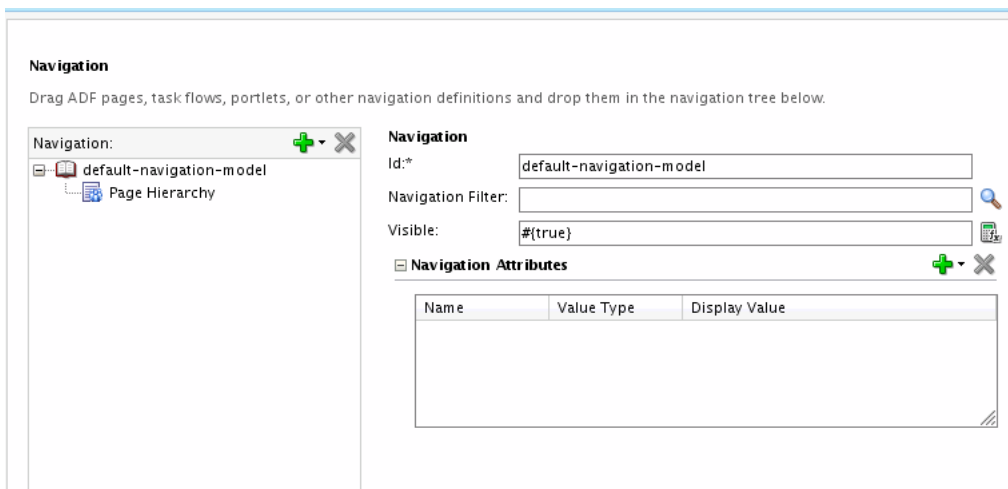 Navigation
Drag ADF pages, task flows, portlets, or other navigation definitions and drop them in the navigation tree below.
Navigation:
default-navigation-model
Page Hierarchy
Navigation
Id:*
default-navigation-model
Navigation Filter:
Visible:
#{true}
Navigation Attributes
Name Value Type Display Value